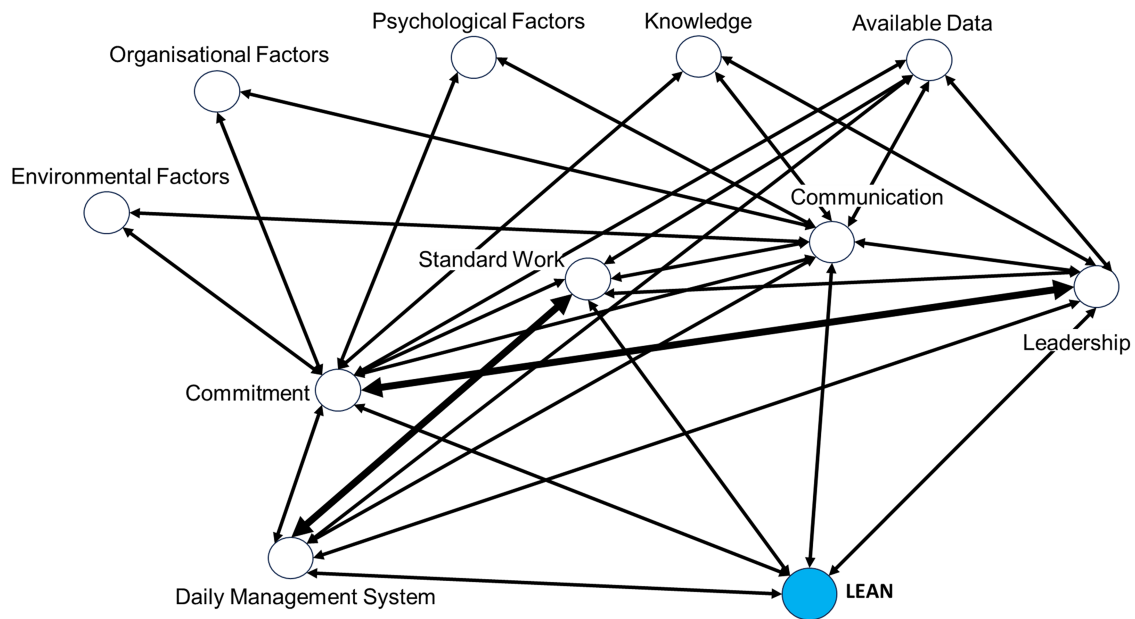 Psychological Factors
Knowledge
Available Data
Organisational Factors
Environmental Factors
Communication
Standard Work
Leadership
Commitment
Daily Management System
LEAN